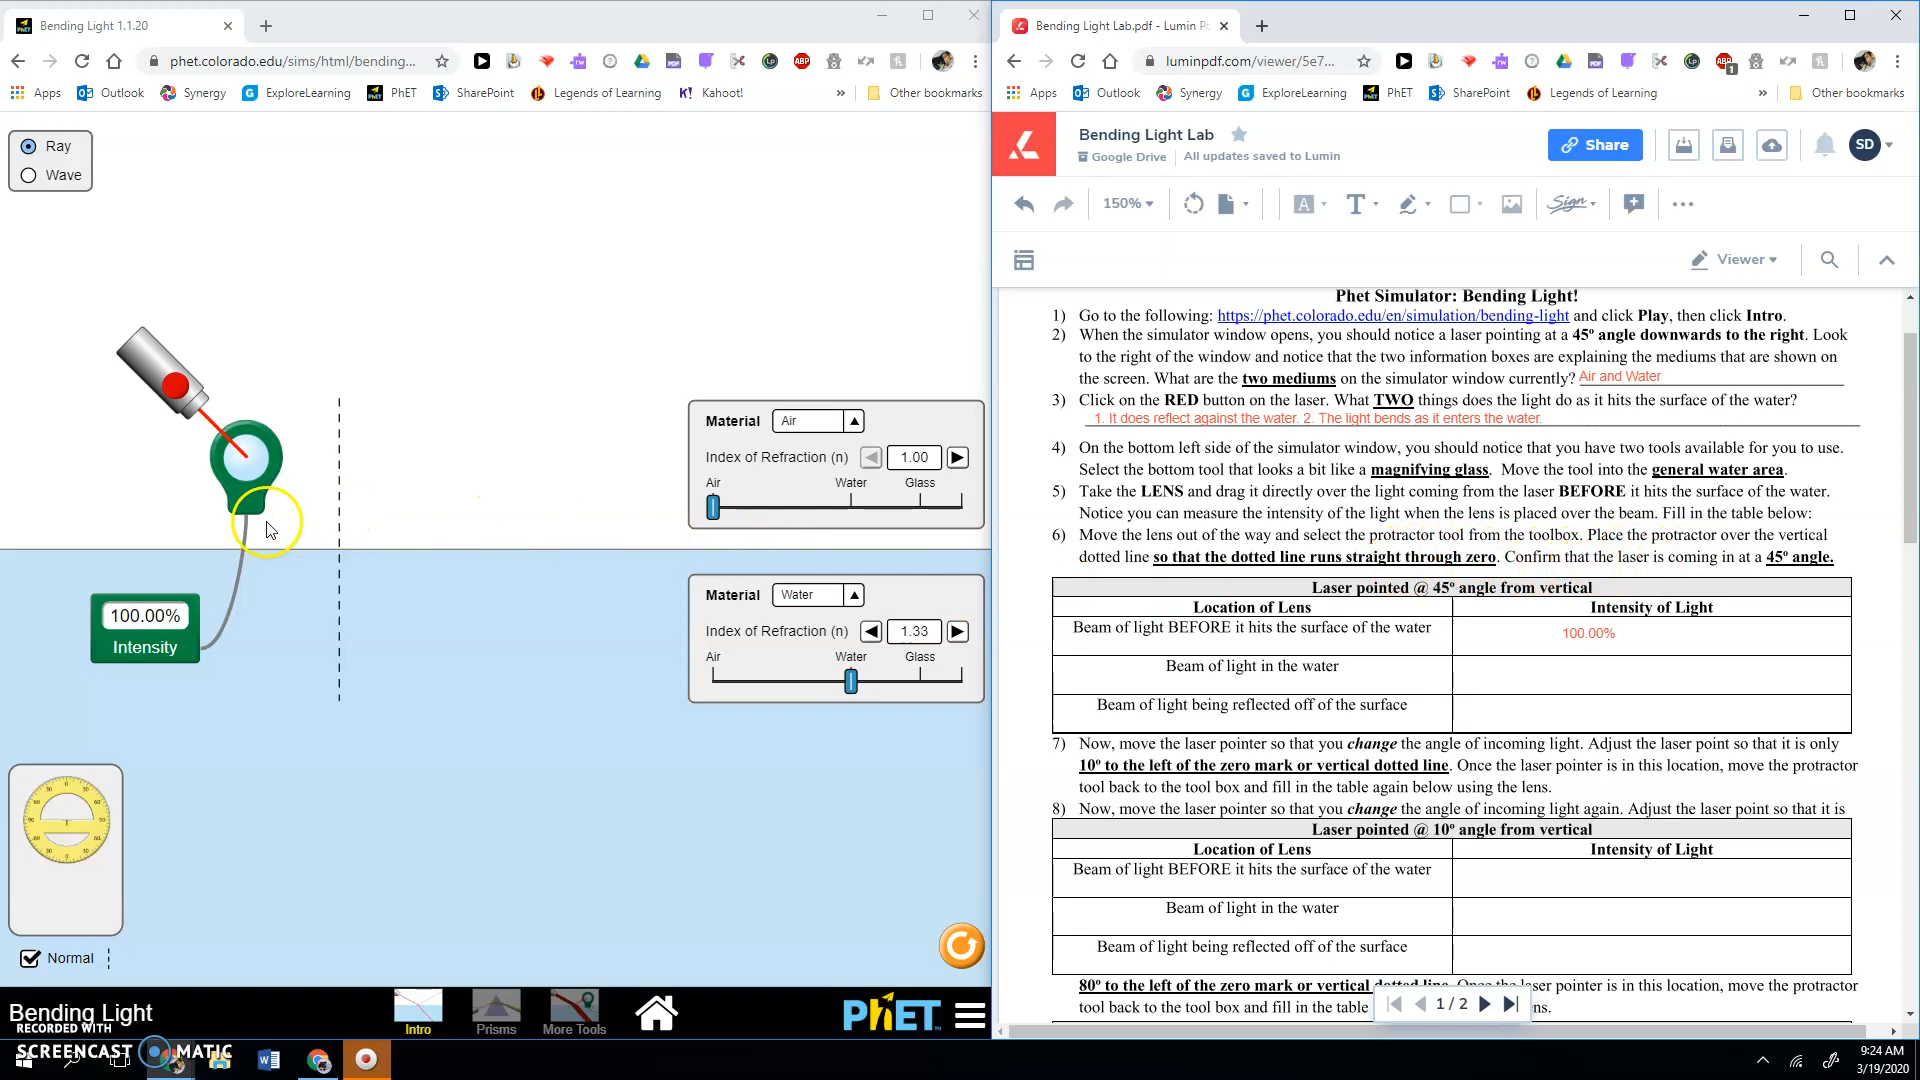 Bending Light 1.1.20
phet.colorado.edu/sims/html/bending...
Apps Outlook Synergy ExploreLearning PhET SharePoint Legends of Learning Kahoot! » Other bookmarks
Ray
Wave
Material Air
Index of Refraction (n) 1.00
Air Water Glass
Material Water
Index of Refraction (n) 1.33
Air Water Glass
100.00%
Intensity
Normal
Bending Light
Intro
Prisms
More Tools
PhET
RECORDED WITH
SCREENCAST MATIC
Bending Light Lab.pdf - Lumin P
luminpdf.com/viewer/5e7...
Apps Outlook Synergy ExploreLearning PhET SharePoint Legends of Learning » Other bookmarks
Bending Light Lab
Google Drive All updates saved to Lumin
Share
SD
150%
Sign
Viewer
Phet Simulator: Bending Light!
1) Go to the following: https://phet.colorado.edu/en/simulation/bending-light and click Play, then click Intro.
2) When the simulator window opens, you should notice a laser pointing at a 45º angle downwards to the right. Look
to the right of the window and notice that the two information boxes are explaining the mediums that are shown on
the screen. What are the two mediums on the simulator window currently? Air and Water
3) Click on the RED button on the laser. What TWO things does the light do as it hits the surface of the water?
1. It does reflect against the water. 2. The light bends as it enters the water.
4) On the bottom left side of the simulator window, you should notice that you have two tools available for you to use.
Select the bottom tool that looks a bit like a magnifying glass. Move the tool into the general water area.
5) Take the LENS and drag it directly over the light coming from the laser BEFORE it hits the surface of the water.
Notice you can measure the intensity of the light when the lens is placed over the beam. Fill in the table below:
6) Move the lens out of the way and select the protractor tool from the toolbox. Place the protractor over the vertical
dotted line so that the dotted line runs straight through zero. Confirm that the laser is coming in at a 45º angle.
Laser pointed @ 45º angle from vertical
Location of Lens Intensity of Light
Beam of light BEFORE it hits the surface of the water 100.00%
Beam of light in the water
Beam of light being reflected off of the surface
7) Now, move the laser pointer so that you change the angle of incoming light. Adjust the laser point so that it is only
10º to the left of the zero mark or vertical dotted line. Once the laser pointer is in this location, move the protractor
tool back to the tool box and fill in the table again below using the lens.
8) Now, move the laser pointer so that you change the angle of incoming light again. Adjust the laser point so that it is
Laser pointed @ 10º angle from vertical
Location of Lens Intensity of Light
Beam of light BEFORE it hits the surface of the water
Beam of light in the water
Beam of light being reflected off of the surface
80º to the left of the zero mark or vertical pointer is in this location, move the protractor
tool back to the tool box and fill in the table ns.
1 / 2
9:24 AM
3/19/2020